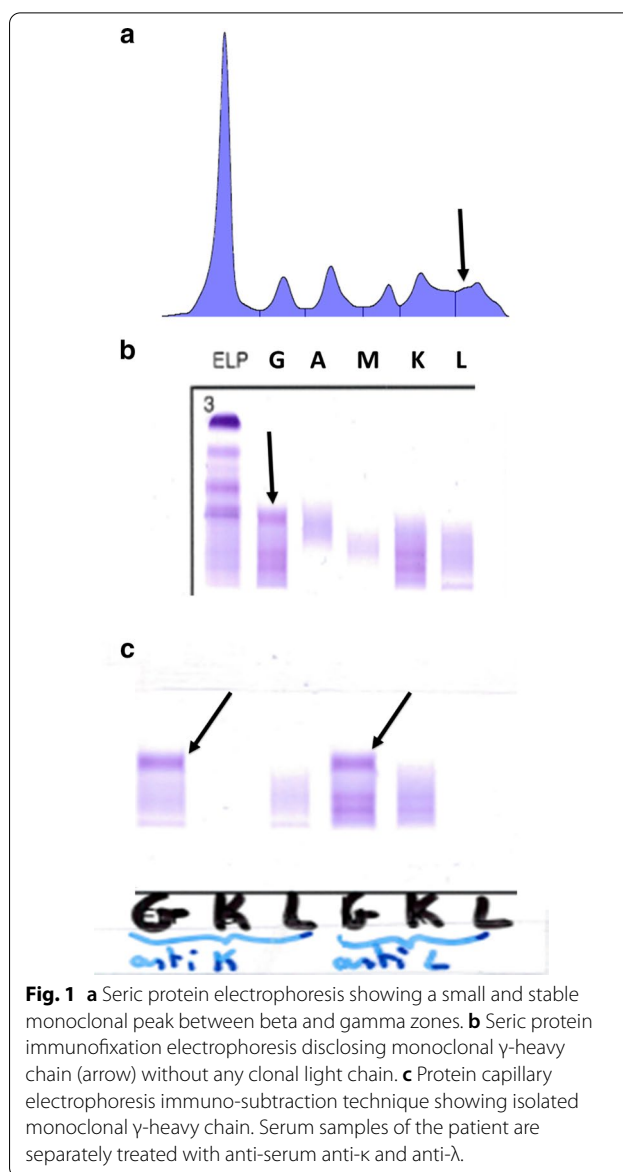 a
b
ELP G A M K L
3
c
G K L G K L
anti K anti L
Fig. 1 a Seric protein electrophoresis showing a small and stable
monoclonal peak between beta and gamma zones. b Seric protein
immunofixation electrophoresis disclosing monoclonal γ-heavy
chain (arrow) without any clonal light chain. c Protein capillary
electrophoresis immuno-subtraction technique showing isolated
monoclonal γ-heavy chain. Serum samples of the patient are
separately treated with anti-serum anti-κ and anti-λ.